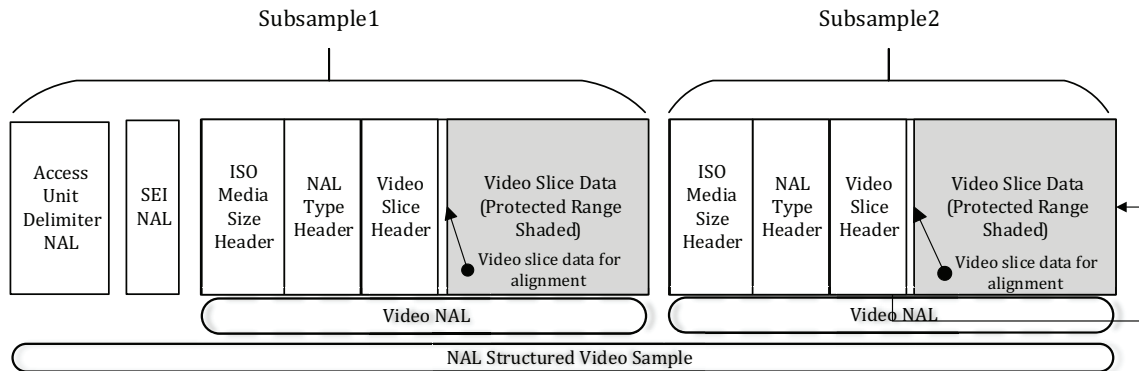 Subsample1
Subsample2
Access
Unit
Delimiter
NAL
SEI
NAL
ISO
Media
Size
Header
NAL
Type
Header
Video
Slice
Header
Video Slice Data
(Protected Range
Shaded)
Video slice data for
alignment
ISO
Media
Size
Header
NAL
Type
Header
Video
Slice
Header
Video Slice Data
(Protected Range
Shaded)
Video slice data for
alignment
Video NAL
Video NAL
NAL Structured Video Sample